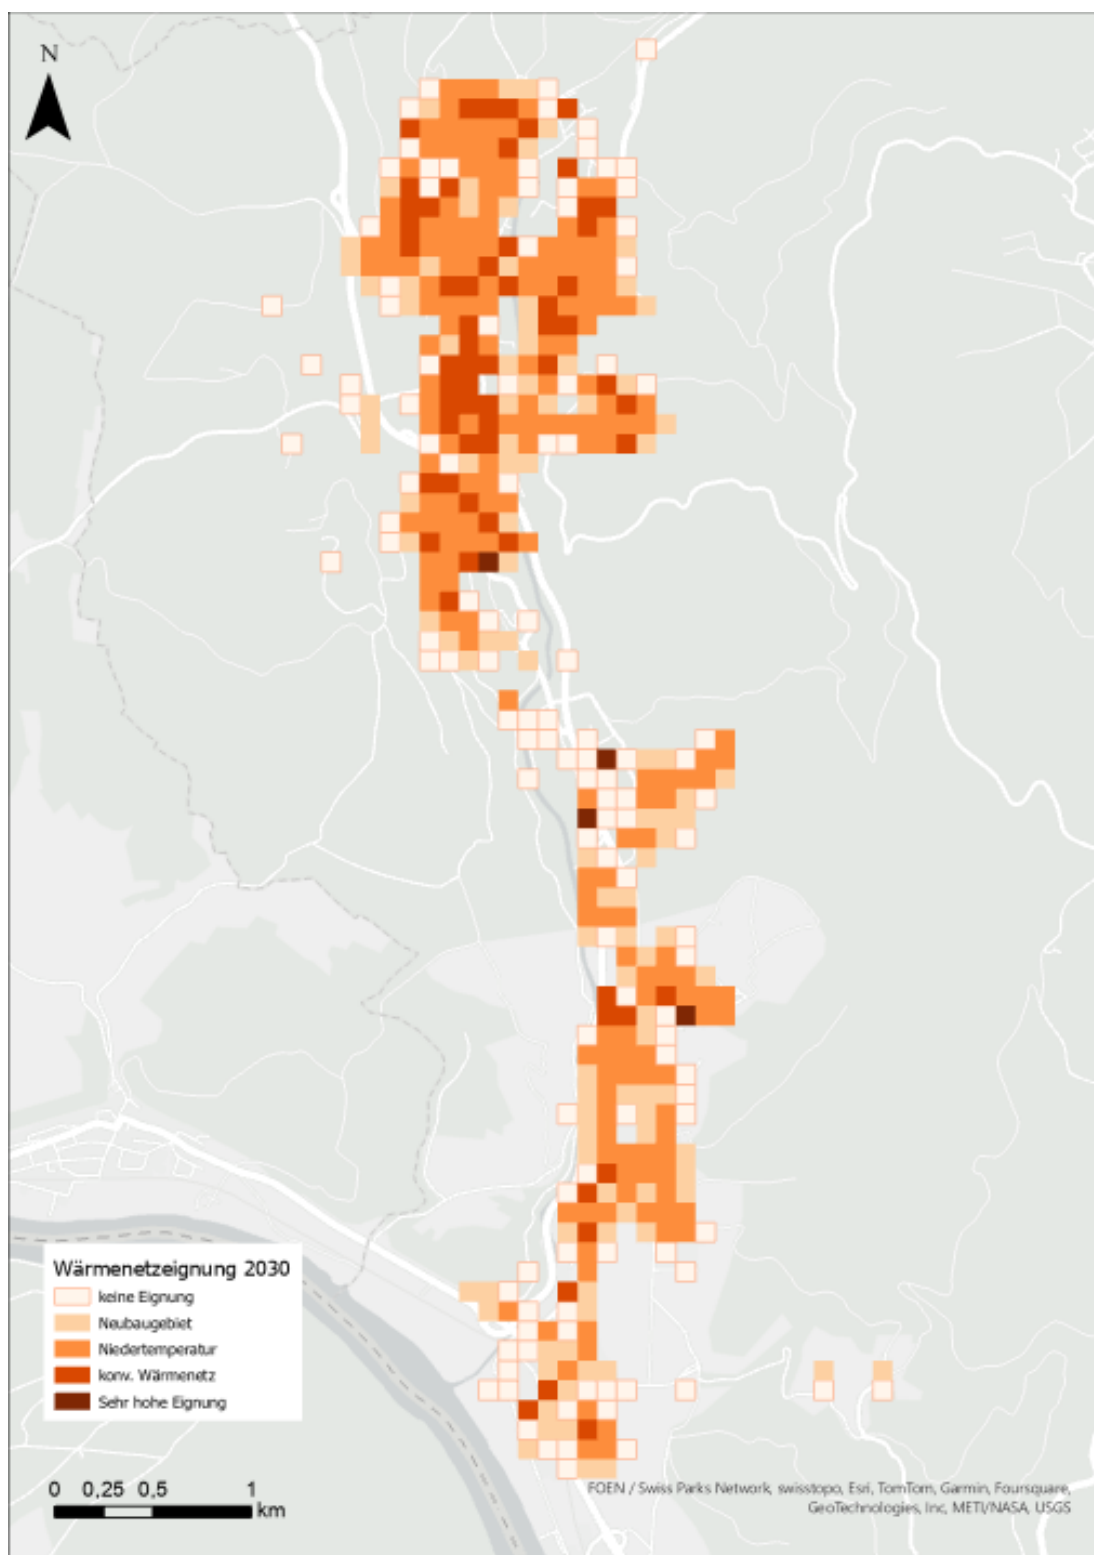 N
Wärmenetzeignung 2030
keine Eignung
Neubaugebiet
Niedertemperatur
konv. Wärmenetz
Sehr hohe Eignung
0 0,25 0,5 1
km
FOEN / Swiss Parks Network, swisstopo, Esri, TomTom, Garmin, Foursquare,
GeoTechnologies, Inc, METI/NASA, USGS